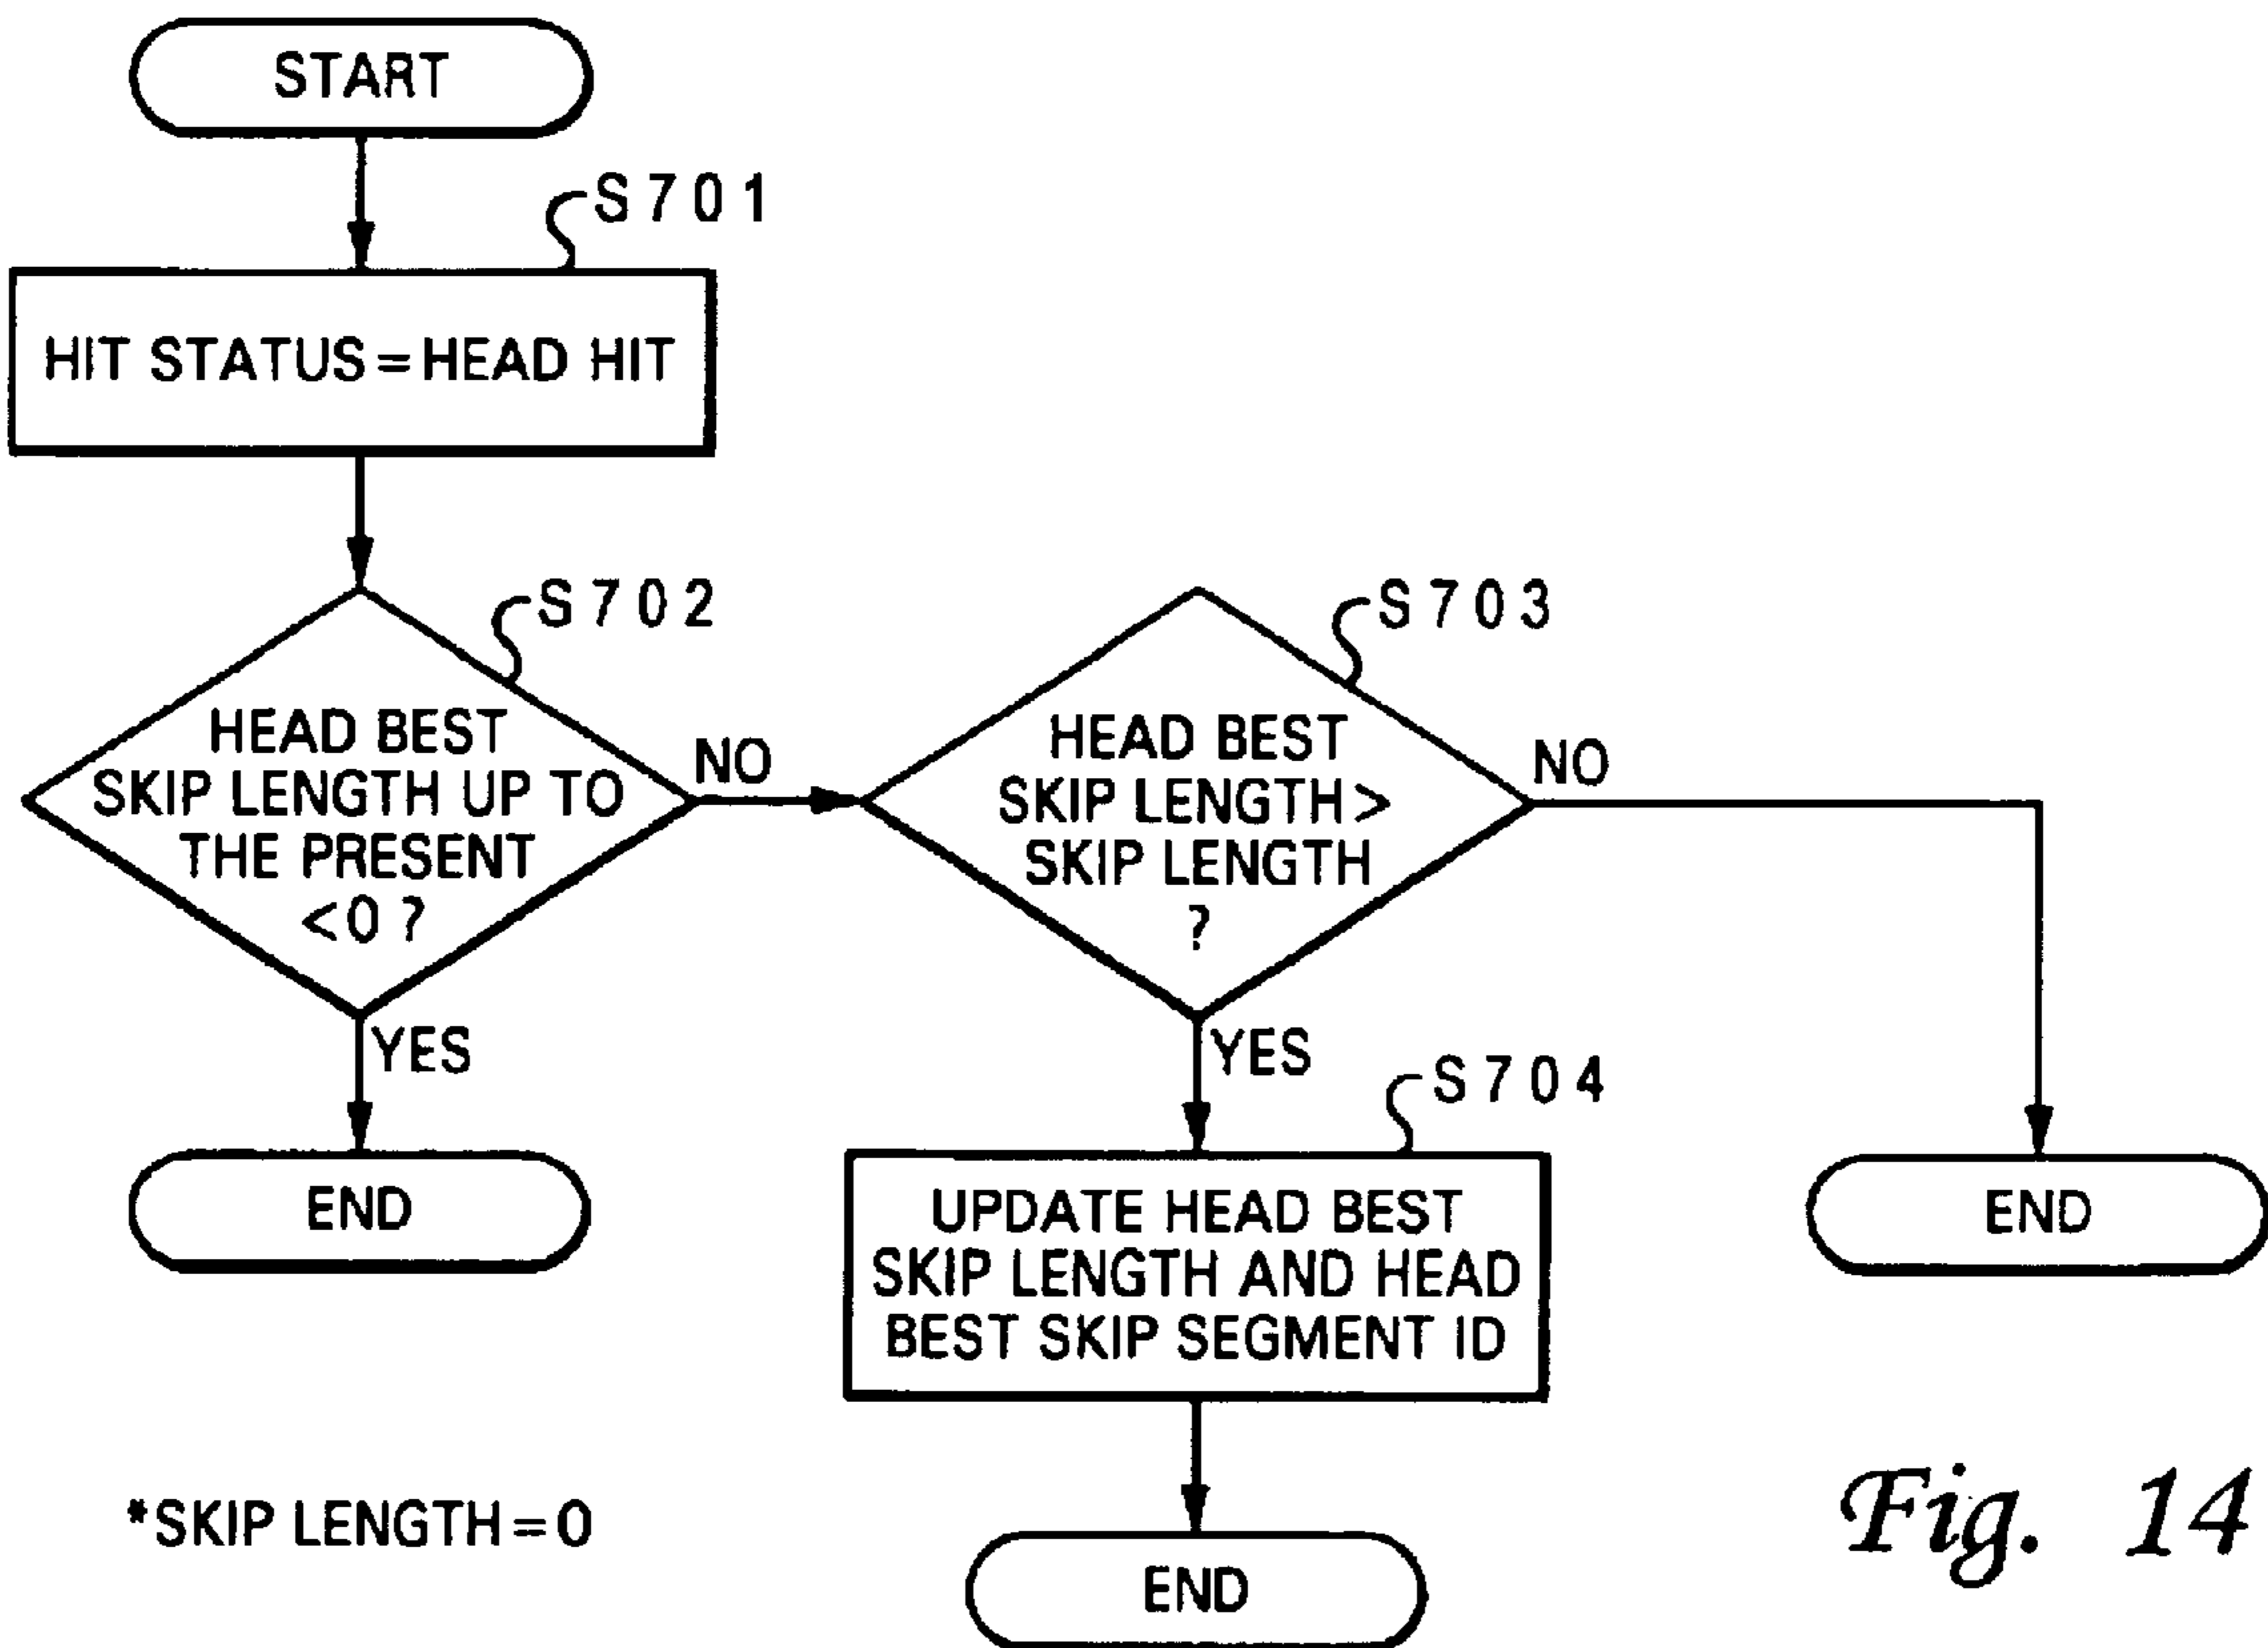 START
S701
HIT STATUS=HEAD HIT
S702
HEAD BEST
SKIP LENGTH UP TO
THE PRESENT
<0 ?
NO
YES
END
S703
HEAD BEST
SKIP LENGTH>
SKIP LENGTH
?
NO
YES
END
S704
UPDATE HEAD BEST
SKIP LENGTH AND HEAD
BEST SKIP SEGMENT ID
END
*SKIP LENGTH=0
Fig. 14